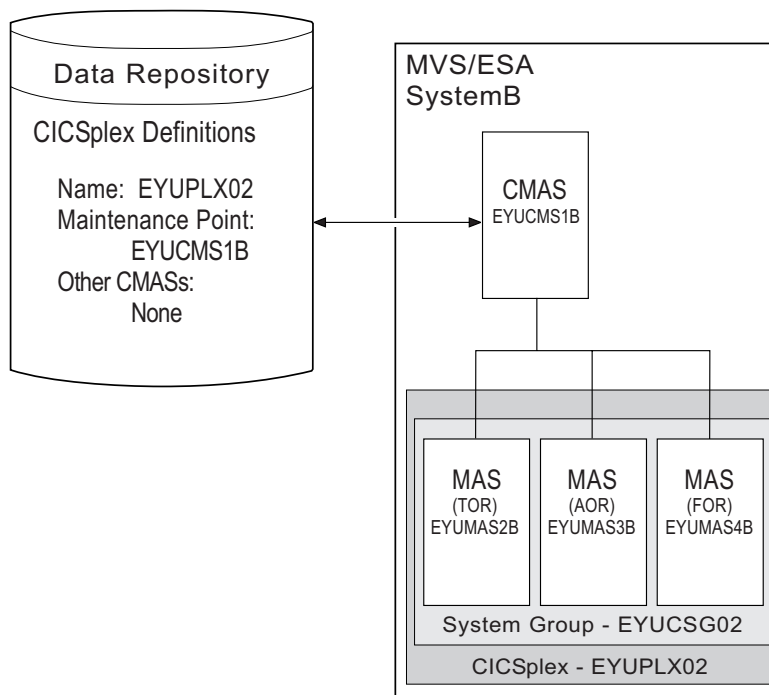 Data Repository
CICSplex Definitions
Name: EYUPLX02
Maintenance Point:
EYUCMS1B
Other CMASs:
None
MVS/ESA
SystemB
CMAS
EYUCMS1B
MAS
(TOR)
EYUMAS2B
MAS
(AOR)
EYUMAS3B
MAS
(FOR)
EYUMAS4B
System Group - EYUCSG02
CICSplex - EYUPLX02